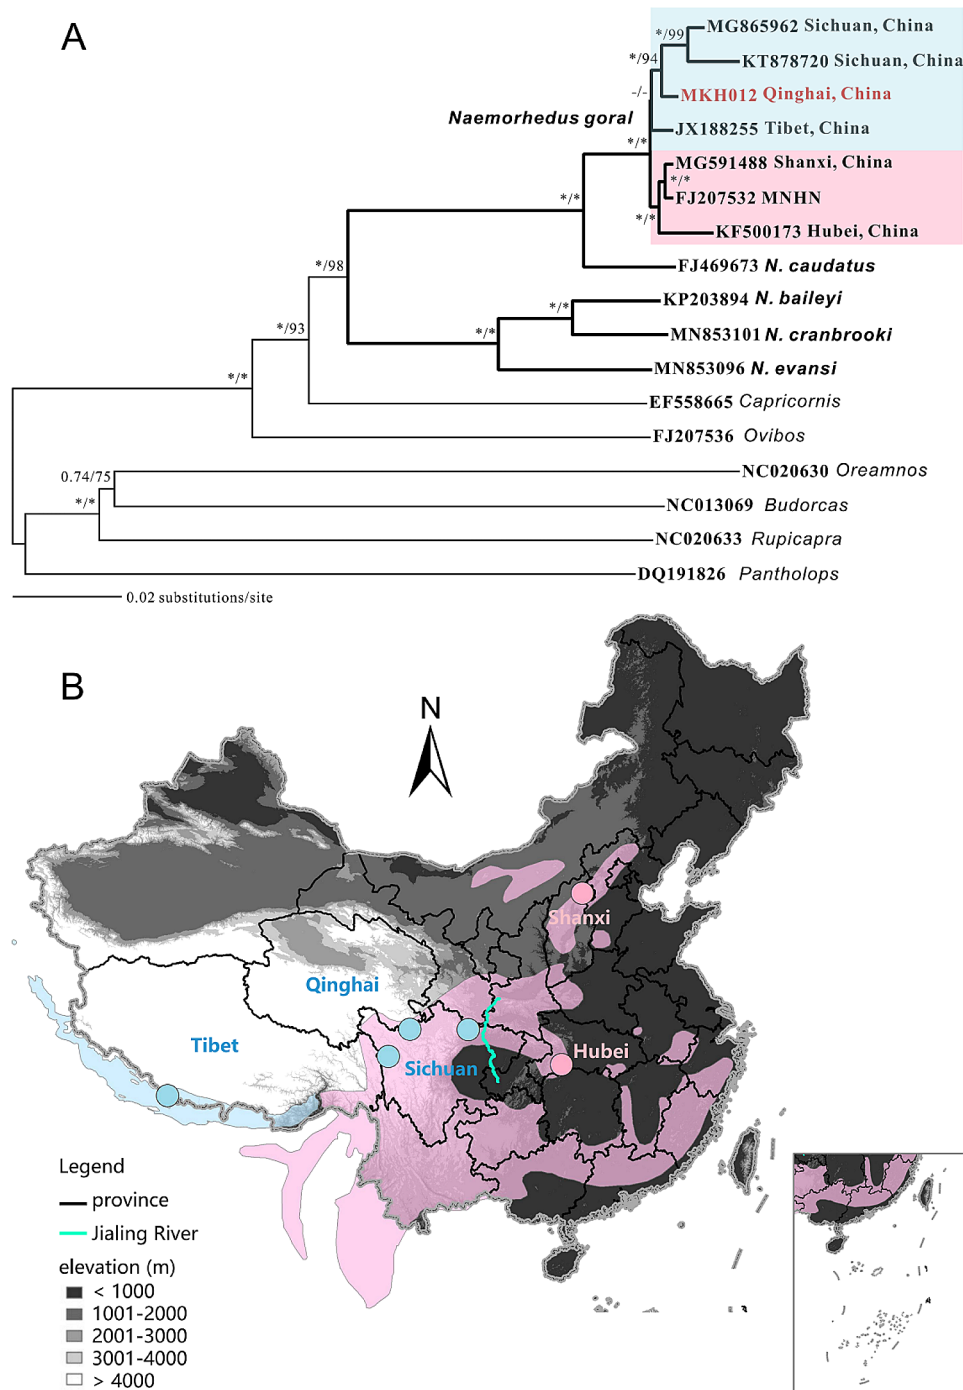 A
MG865962 Sichuan, China
*/99
KT878720 Sichuan, China
*/94
MKH012 Qinghai, China
-/-
Naemorhedus goral
JX188255 Tibet, China
*/*
MG591488 Shanxi, China
*/*
FJ207532 MNHN
*/*
KF500173 Hubei, China
*/*
FJ469673 N. caudatus
*/98
KP203894 N. baileyi
*/*
MN853101 N. cranbrooki
*/*
MN853096 N. evansi
*/93
EF558665 Capricornis
*/*
FJ207536 Ovibos
NC020630 Oreamnos
0.74/75
NC013069 Budorcas
*/*
NC020633 Rupicapra
DQ191826 Pantholops
0.02 substitutions/site
B
N
Shanxi
Qinghai
Tibet
Sichuan
Hubei
Legend
province
Jialing River
elevation (m)
< 1000
1001-2000
2001-3000
3001-4000
> 4000